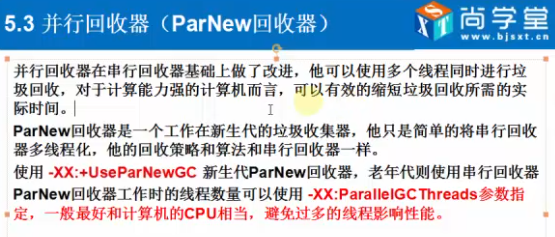 5.3 并行回收器（ParNew回收器）
尚学堂
www.bjsxt.cn
并行回收器在串行回收器基础上做了改进，他可以使用多个线程同时进行垃
圾回收，对于计算能力强的计算机而言，可以有效的缩短垃圾回收所需的实
际时间。
ParNew回收器是一个工作在新生代的垃圾收集器，他只是简单的将串行回收
器多线程化，他的回收策略和算法和串行回收器一样。
使用 -XX:+UseParNewGC 新生代ParNew回收器，老年代则使用串行回收器
ParNew回收器工作时的线程数量可以使用 -XX:ParallelGCThreads参数指
定，一般最好和计算机的CPU相当，避免过多的线程影响性能。